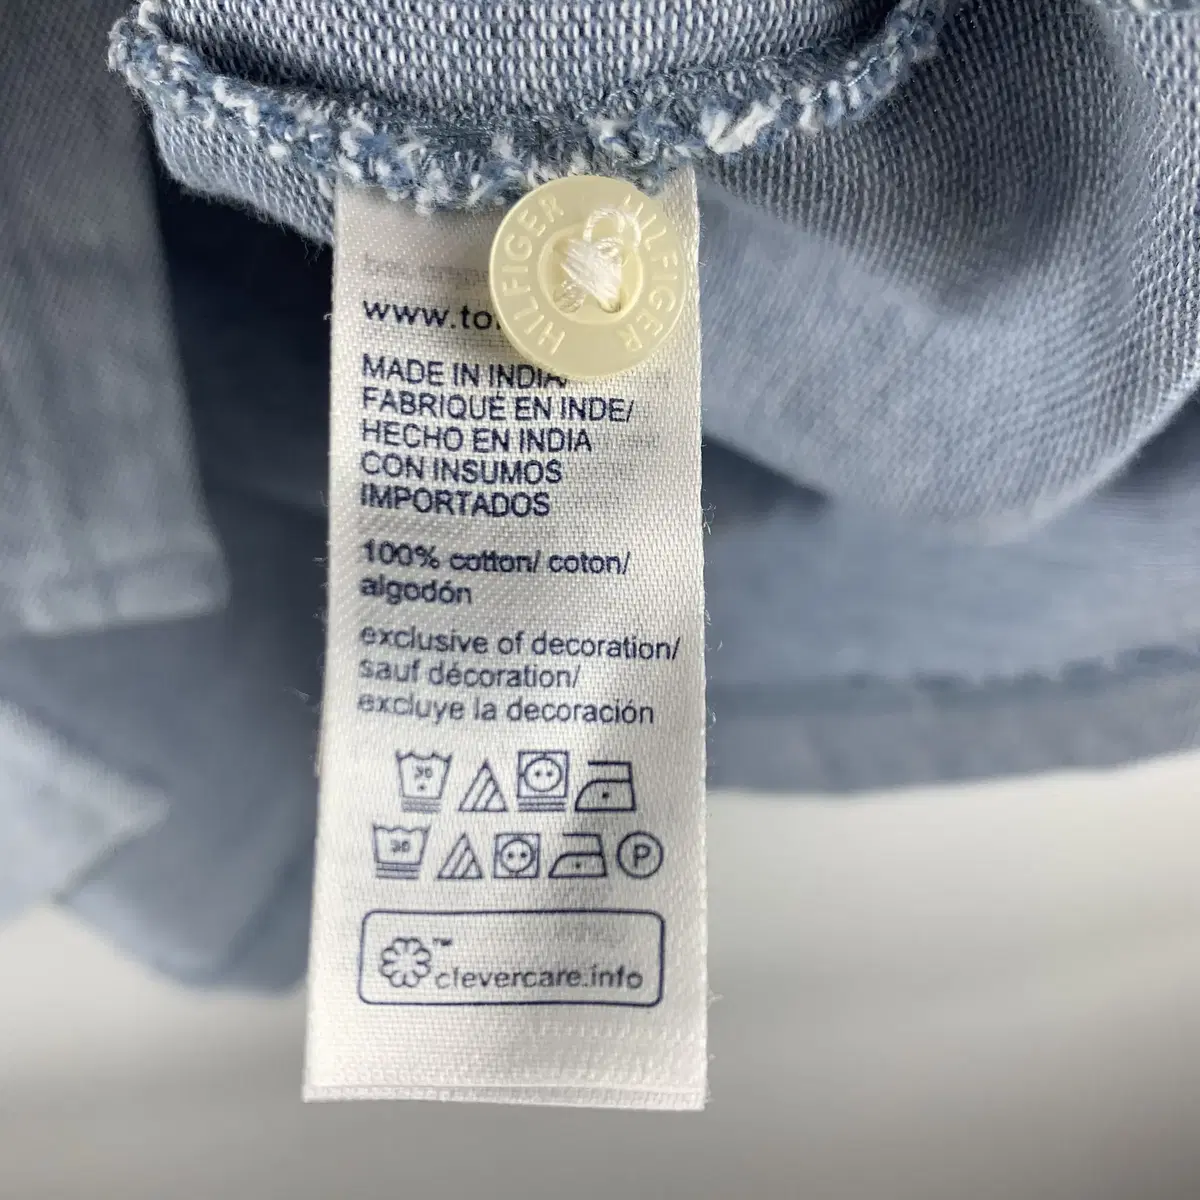 HILFIGER HILFIGER
www.to
MADE IN INDIA
FABRIQUÉ EN INDE/
HECHO EN INDIA
CON INSUMOS
IMPORTADOS
100% cotton/ coton/
algodón
exclusive of decoration/
sauf décoration/
excluye la decoración
30
30 P
™
clevercare.info